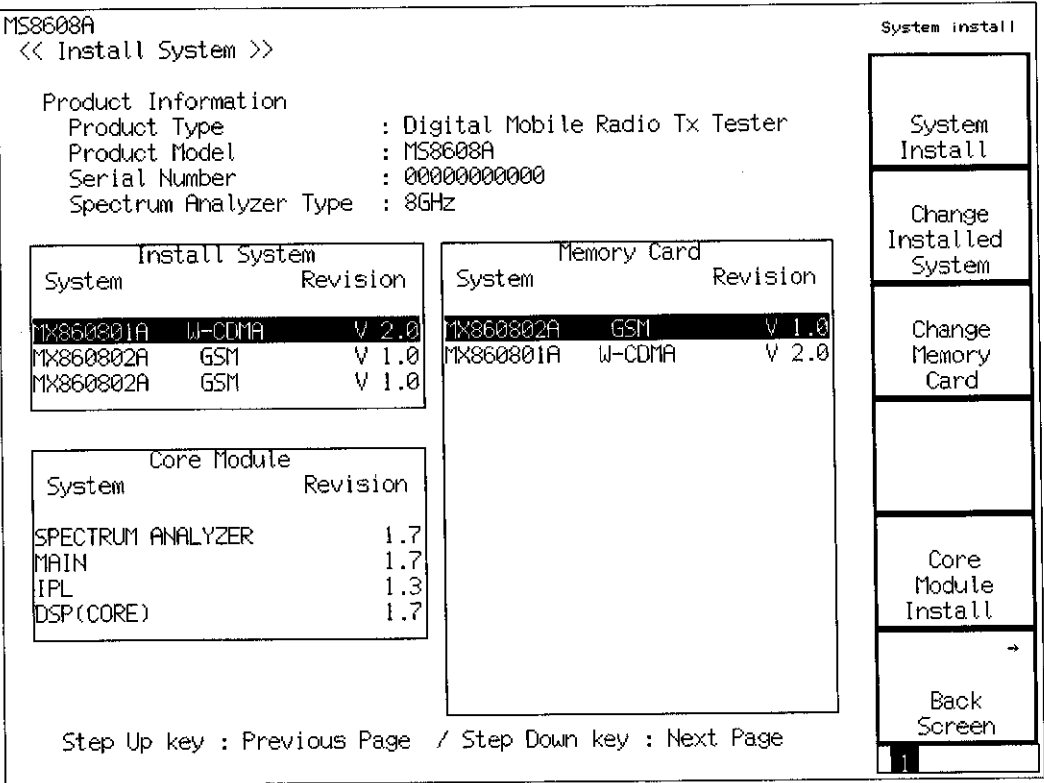 MS8608A
<< Install System >>
Product Information
Product Type : Digital Mobile Radio Tx Tester
Product Model : MS8608A
Serial Number : 00000000000
Spectrum Analyzer Type : 8GHz
Install System
System Revision
MX860801A W-CDMA V 2.0
MX860802A GSM V 1.0
MX860802A GSM V 1.0
Core Module
System Revision
SPECTRUM ANALYZER 1.7
MAIN 1.7
IPL 1.3
DSP(CORE) 1.7
Memory Card
System Revision
MX860802A GSM V 1.0
MX860801A W-CDMA V 2.0
Step Up key : Previous Page / Step Down key : Next Page
System install
System
Install
Change
Installed
System
Change
Memory
Card
Core
Module
Install
→
Back
Screen
1